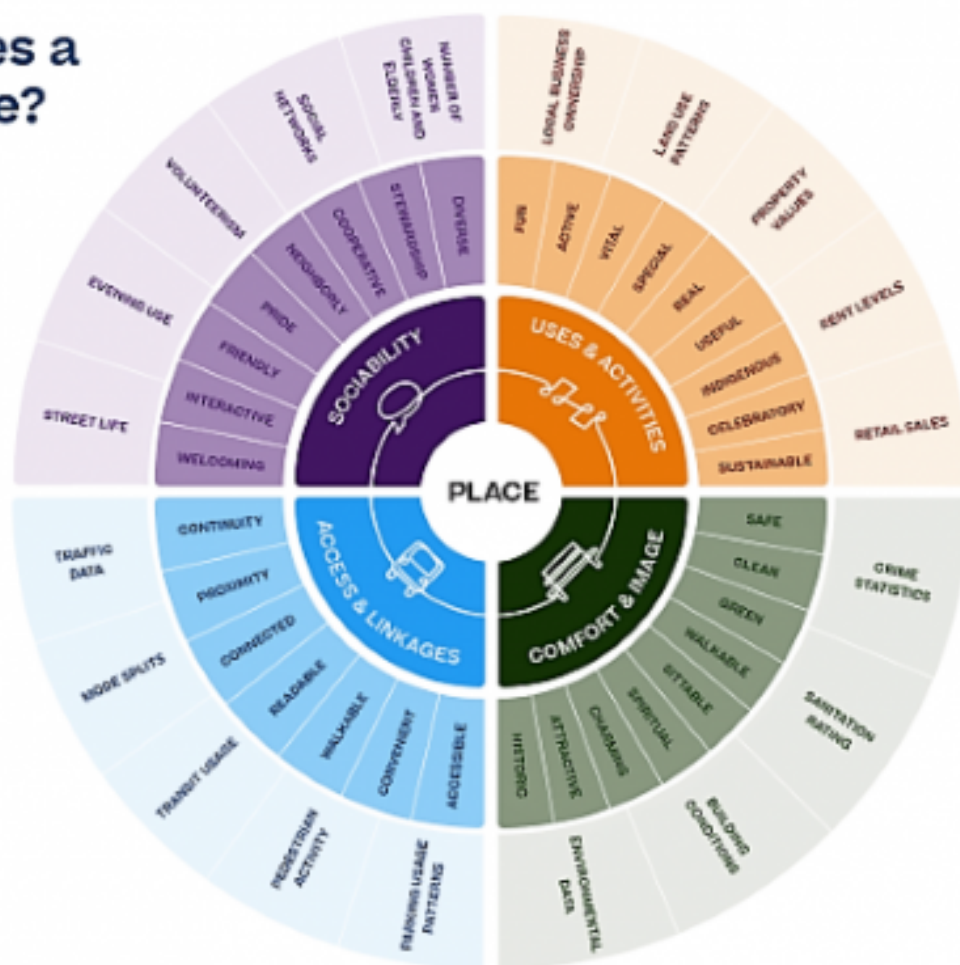 es a
e?
NUMBER OF
WOMEN
CHILDREN AND
ELDERLY
SOCIAL
NETWORKS
VOLUNTEERISM
EVENING USE
STREET LIFE
DIVERSE
STEWARDSHIP
COOPERATIVE
NEIGHBORLY
PRIDE
FRIENDLY
INTERACTIVE
WELCOMING
SOCIABILITY
LOCAL BUSINESS
OWNERSHIP
LAND USE
PATTERNS
PROPERTY
VALUES
RENT LEVELS
RETAIL SALES
FUN
ACTIVE
VITAL
SPECIAL
REAL
USEFUL
INDIGENOUS
CELEBRATORY
SUSTAINABLE
USES & ACTIVITIES
PLACE
ACCESS & LINKAGES
CONTINUITY
PROXIMITY
CONNECTED
READABLE
WALKABLE
CONVENIENT
ACCESSIBLE
TRAFFIC
DATA
MODE SPLITS
TRANSIT USAGE
PEDESTRIAN
ACTIVITY
PARKING USAGE
PATTERNS
COMFORT & IMAGE
SAFE
CLEAN
GREEN
WALKABLE
SITTABLE
SPIRITUAL
CHARMING
ATTRACTIVE
HISTORIC
CRIME
STATISTICS
SANITATION
RATING
BUILDING
CONDITIONS
ENVIRONMENTAL
DATA